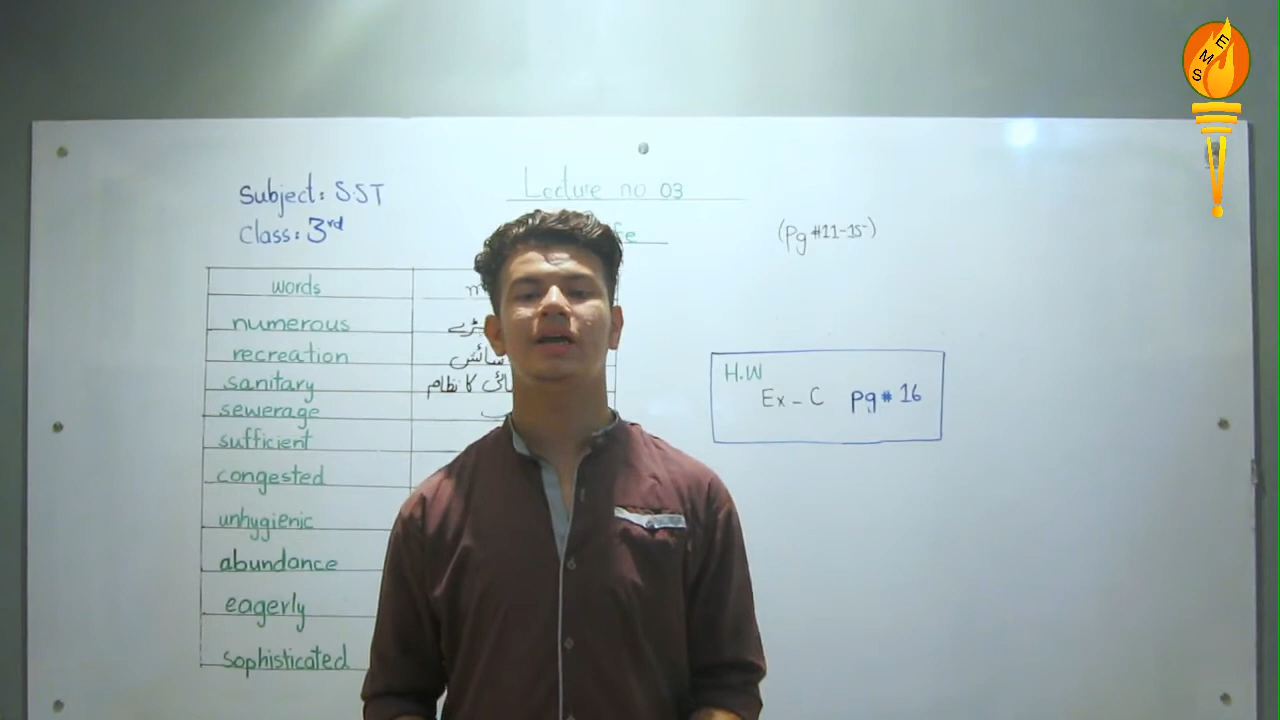 E
M
S
Subject: S.ST
Lecture no 03
Class: 3rd
(Pg #11-15)
words
numerous
recreation
sanitary
کا نظام
sewerage
sufficient
congested
unhygienic
abundance
eagerly
sophisticated
H.W
Ex - C pg # 16